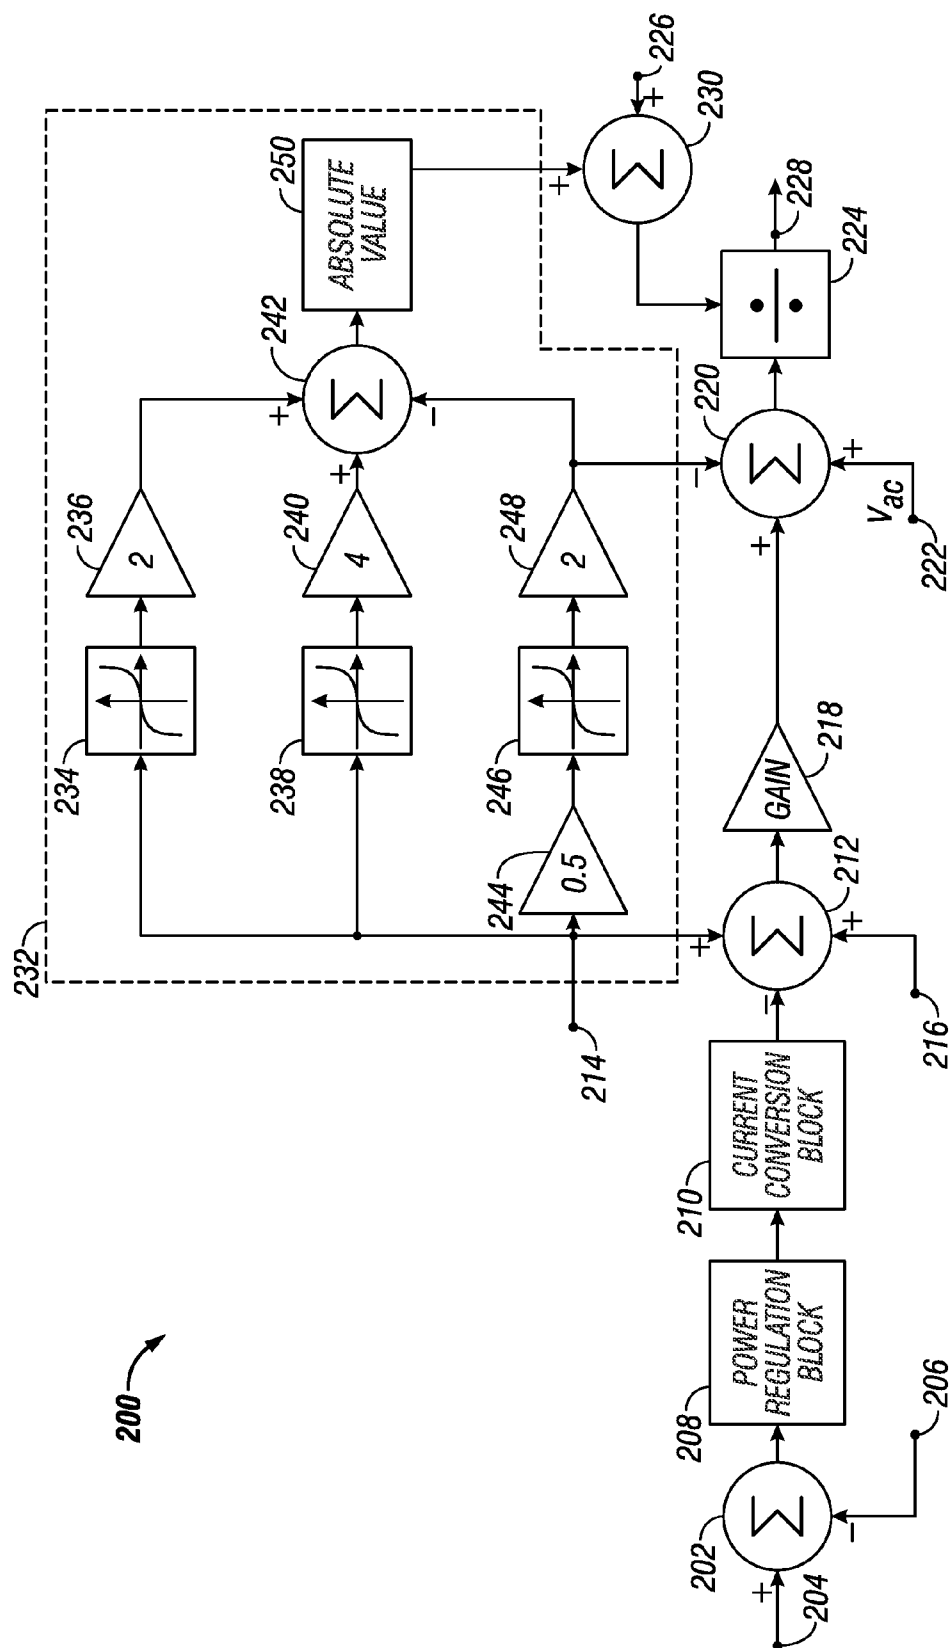 200
232
234
236
2
238
240
4
242
250
ABSOLUTE
VALUE
244
0.5
246
248
2
214
226
+
+
+
+
-
230
Σ
Σ
202
Σ
204
+
-
206
208
POWER
REGULATION
BLOCK
210
CURRENT
CONVERSION
BLOCK
-
+
+
212
Σ
216
218
GAIN
+
-
+
220
Σ
Vac
222
224
÷
228